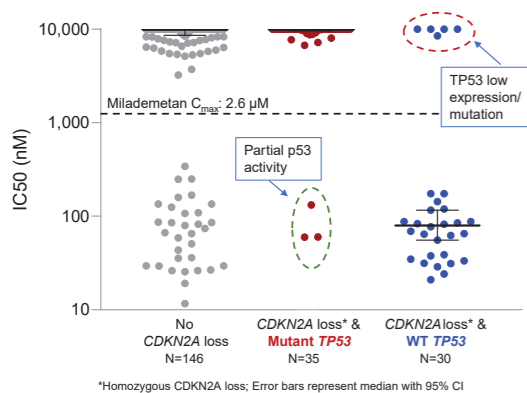 10,000
TP53 low
expression/
mutation
Milademetan Cmax: 2.6 µM
1,000
IC50 (nM)
Partial p53
activity
100
10
No
CDKN2A loss
N=146
CDKN2A loss* &
Mutant TP53
N=35
CDKN2A loss* &
WT TP53
N=30
*Homozygous CDKN2A loss; Error bars represent median with 95% CI